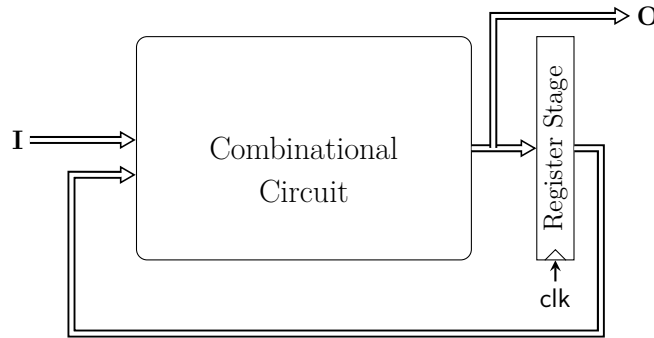 O
I
Combinational
Circuit
Register Stage
clk